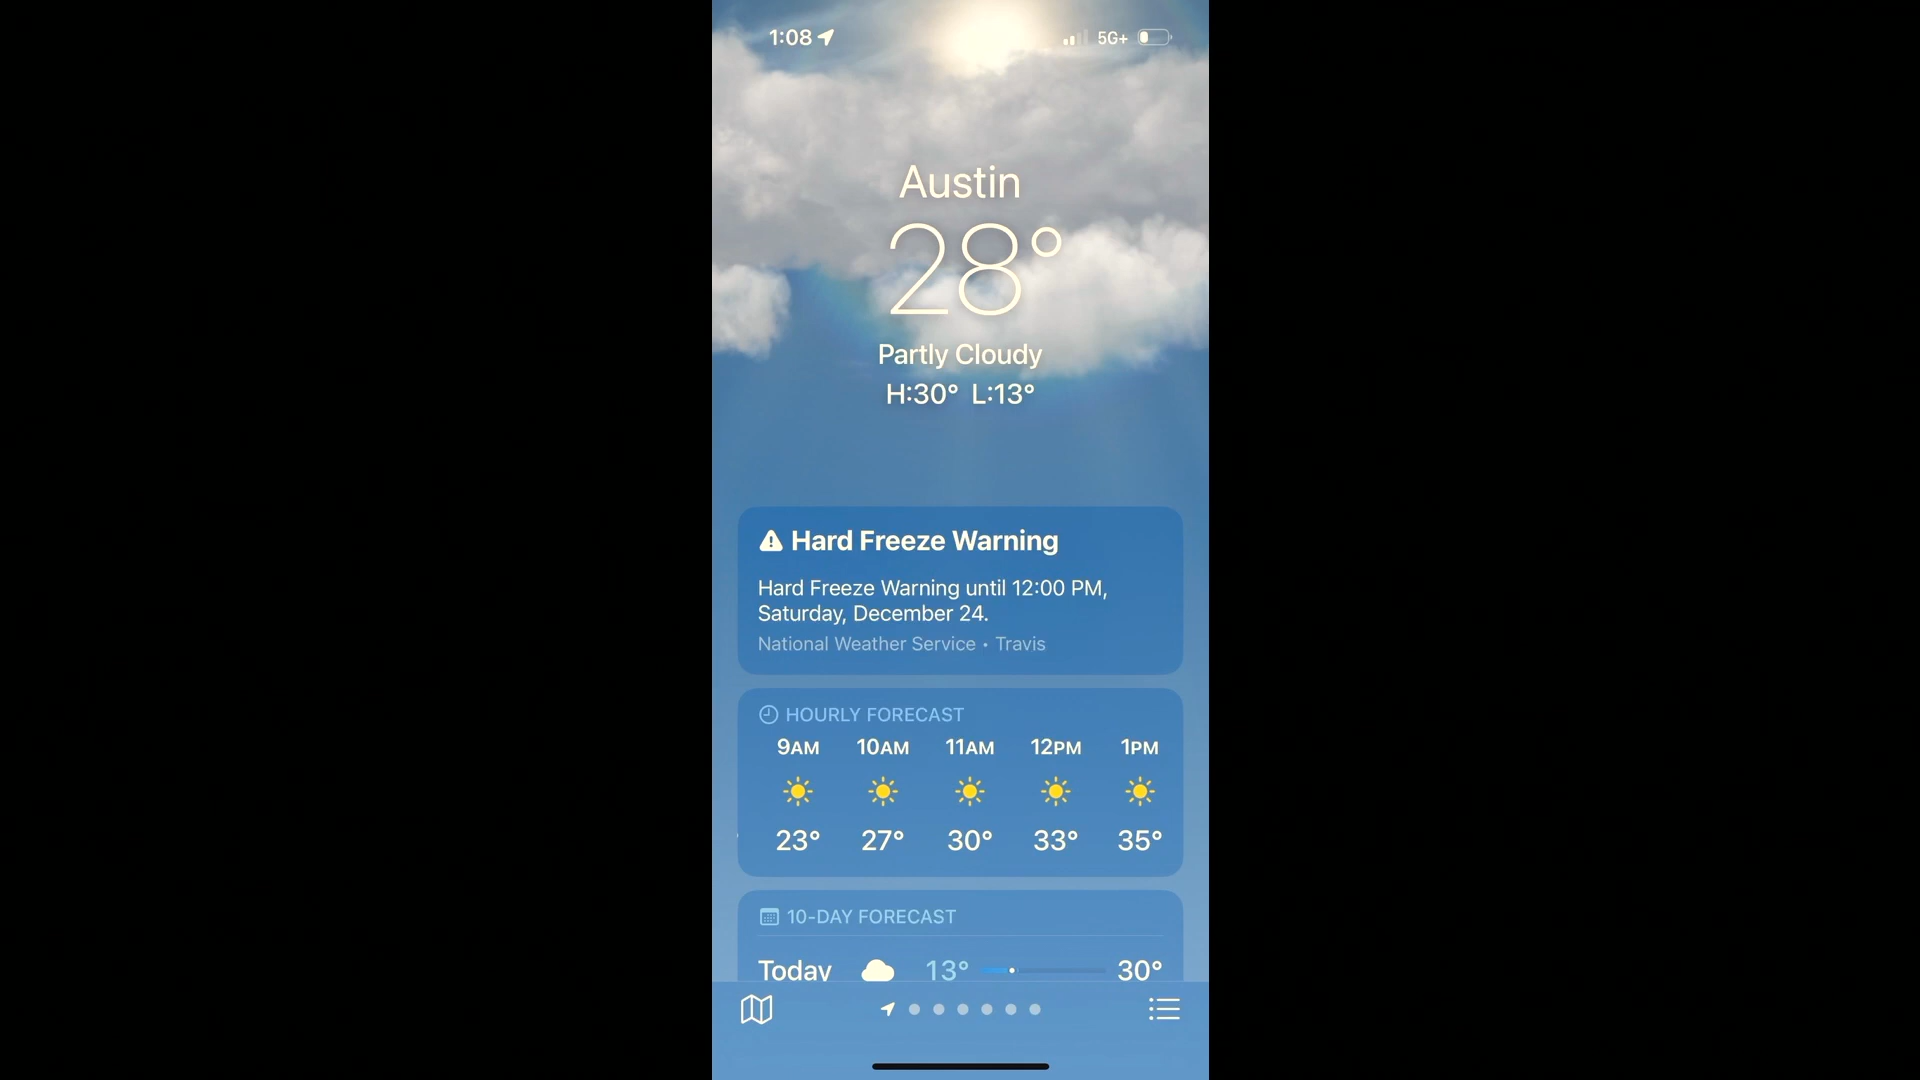 1:08 5G+
Austin
28°
Partly Cloudy
H:30° L:13°
Hard Freeze Warning
Hard Freeze Warning until 12:00 PM,
Saturday, December 24.
National Weather Service • Travis
HOURLY FORECAST
9AM 10AM 11AM 12PM 1PM
23° 27° 30° 33° 35°
10-DAY FORECAST
Today 13° 30°